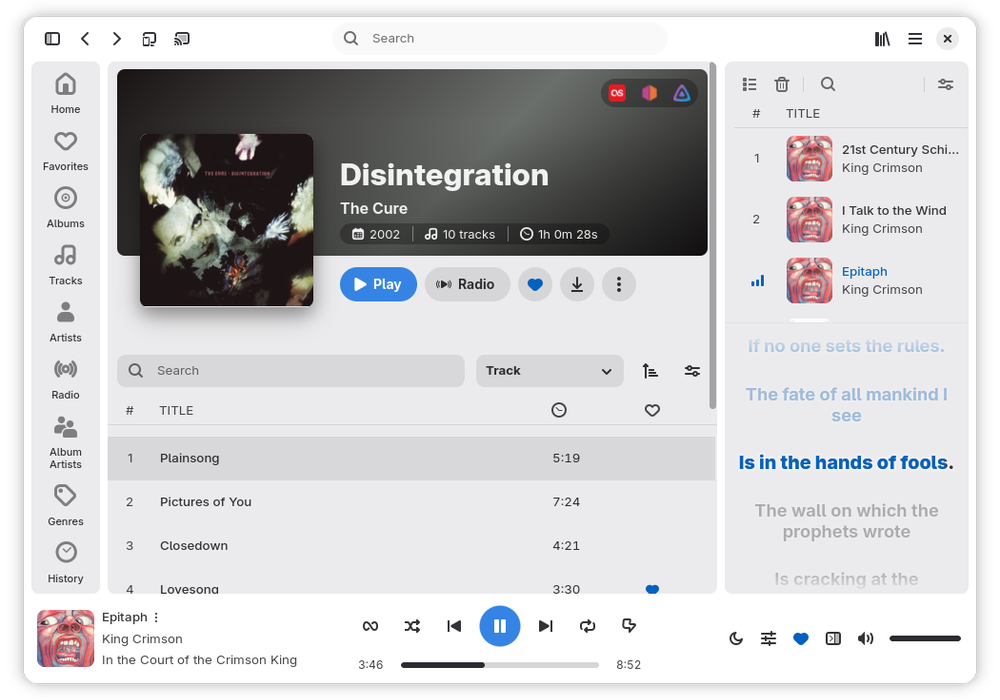 Search
Home
Favorites
Albums
Tracks
Artists
Radio
Album
Artists
Genres
History
THE CURE · DISINTEGRATION
Disintegration
The Cure
2002
10 tracks
1h 0m 28s
Play
Radio
Search
Track
# TITLE
1 Plainsong 5:19
2 Pictures of You 7:24
3 Closedown 4:21
4 Lovesong 3:30
# TITLE
1
21st Century Schi...
King Crimson
2
I Talk to the Wind
King Crimson
Epitaph
King Crimson
If no one sets the rules.
The fate of all mankind I
see
Is in the hands of fools.
The wall on which the
prophets wrote
Is cracking at the
Epitaph
King Crimson
In the Court of the Crimson King
3:46
8:52